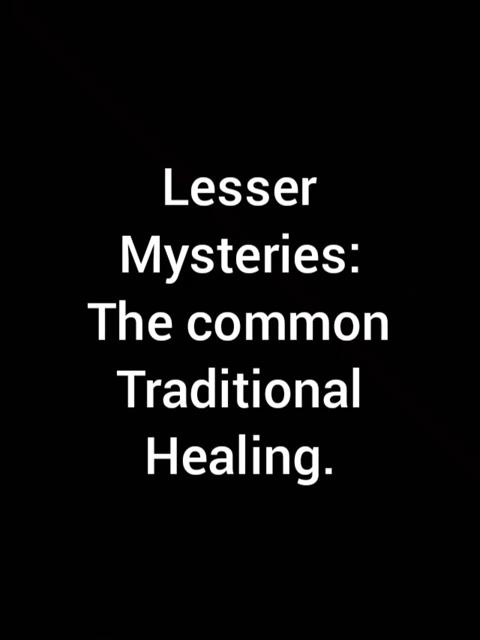 Lesser
Mysteries:
The common
Traditional
Healing.